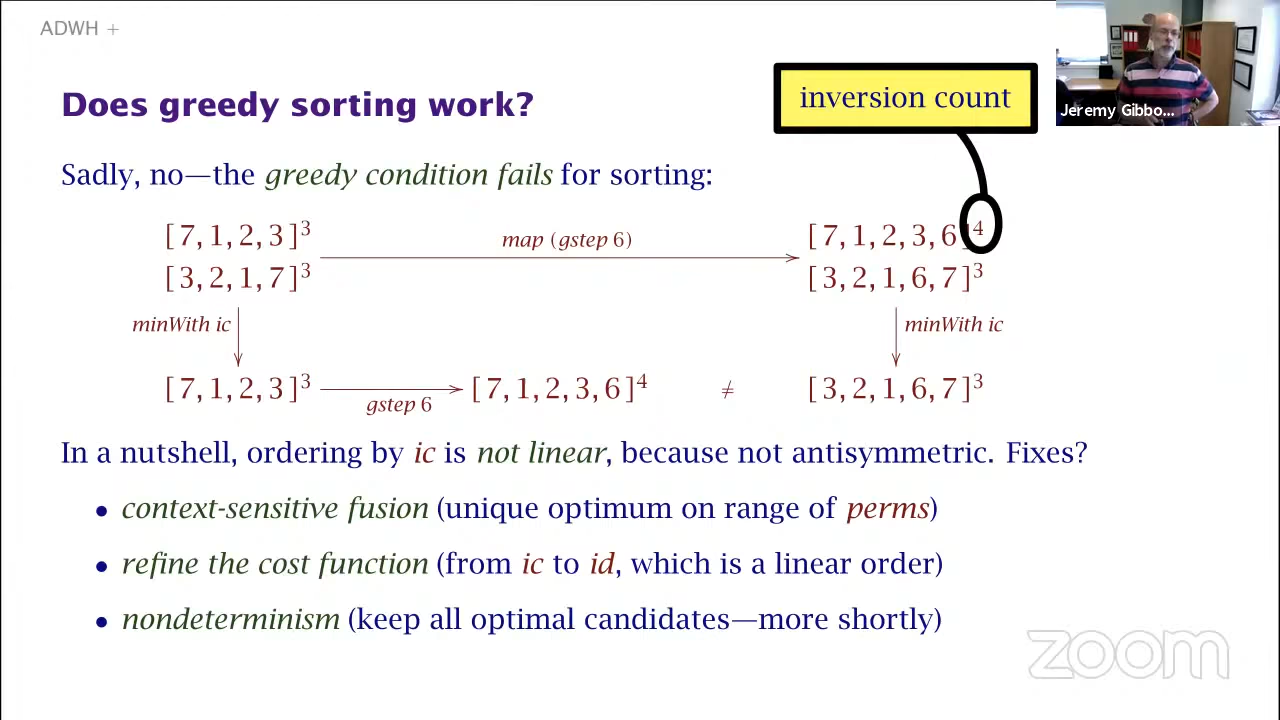 ADWH +
Does greedy sorting work?
inversion count
Jeremy Gibbo...
Sadly, no—the greedy condition fails for sorting:
[7, 1, 2, 3]³ map (gstep 6) [7, 1, 2, 3, 6]⁴
[3, 2, 1, 7]³ [3, 2, 1, 6, 7]³
minWith ic minWith ic
[7, 1, 2, 3]³ gstep 6 [7, 1, 2, 3, 6]⁴ ≠ [3, 2, 1, 6, 7]³
In a nutshell, ordering by ic is not linear, because not antisymmetric. Fixes?
• context-sensitive fusion (unique optimum on range of perms)
• refine the cost function (from ic to id, which is a linear order)
• nondeterminism (keep all optimal candidates—more shortly)
zoom